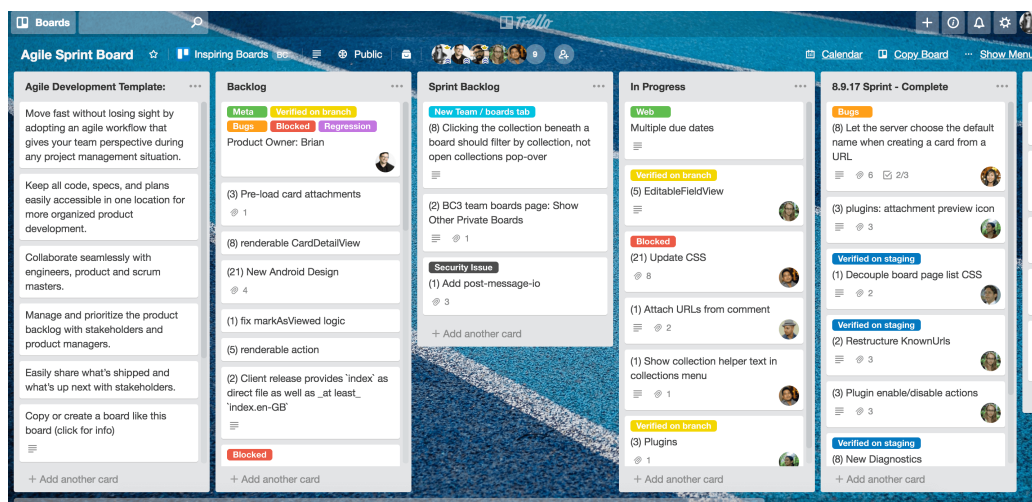 Boards
Trello
Agile Sprint Board
Inspiring Boards
BC
Public
9
Calendar
Copy Board
... Show Menu
Agile Development Template:
Move fast without losing sight by
adopting an agile workflow that
gives your team perspective during
any project management situation.
Keep all code, specs, and plans
easily accessible in one location for
more organized product
development.
Collaborate seamlessly with
engineers, product and scrum
masters.
Manage and prioritize the product
backlog with stakeholders and
product managers.
Easily share what's shipped and
what's up next with stakeholders.
Copy or create a board like this
board (click for info)
+ Add another card
Backlog
Meta Verified on branch
Bugs Blocked Regression
Product Owner: Brian
(3) Pre-load card attachments
1
(8) renderable CardDetailView
(21) New Android Design
4
(1) fix markAsViewed logic
(5) renderable action
(2) Client release provides `index` as
direct file as well as _at least_
`index.en-GB`
Blocked
+ Add another card
Sprint Backlog
New Team / boards tab
(8) Clicking the collection beneath a
board should filter by collection, not
open collections pop-over
(2) BC3 team boards page: Show
Other Private Boards
1
Security Issue
(1) Add post-message-io
3
+ Add another card
In Progress
Web
Multiple due dates
Verified on branch
(5) EditableFieldView
Blocked
(21) Update CSS
8
(1) Attach URLs from comment
2
(1) Show collection helper text in
collections menu
1
Verified on branch
(3) Plugins
1
+ Add another card
8.9.17 Sprint - Complete
Bugs
(8) Let the server choose the default
name when creating a card from a
URL
6 2/3
(3) plugins: attachment preview icon
3
Verified on staging
(1) Decouple board page list CSS
2
Verified on staging
(2) Restructure KnownUrls
3
(3) Plugin enable/disable actions
3
Verified on staging
(8) New Diagnostics
+ Add another card